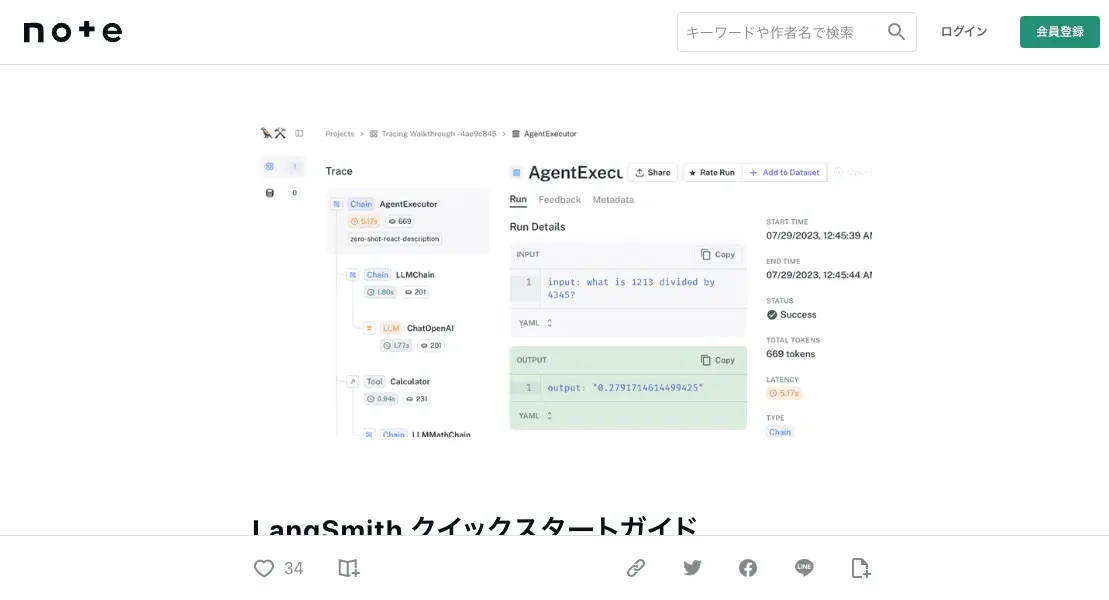 note
キーワードや作者名で検索
ログイン
会員登録
Projects > Tracing Walkthrough -4ae9c845 > AgentExecutor
1
0
Trace
Chain AgentExecutor
5.17s 669
zero-shot-react-description
Chain LLMChain
1.80s 201
LLM ChatOpenAI
1.77s 201
Tool Calculator
0.94s 231
Chain LLMMathChain
AgentExecu
Share
Rate Run
+ Add to Dataset
Run Feedback Metadata
Run Details
INPUT
Copy
1 input: what is 1213 divided by
4345?
YAML
OUTPUT
Copy
1 output: "0.2791714614499425"
YAML
START TIME
07/29/2023, 12:45:39 AM
END TIME
07/29/2023, 12:45:44 AM
STATUS
Success
TOTAL TOKENS
669 tokens
LATENCY
5.17s
TYPE
Chain
LangSmith クイックスタートガイド
34
LINE